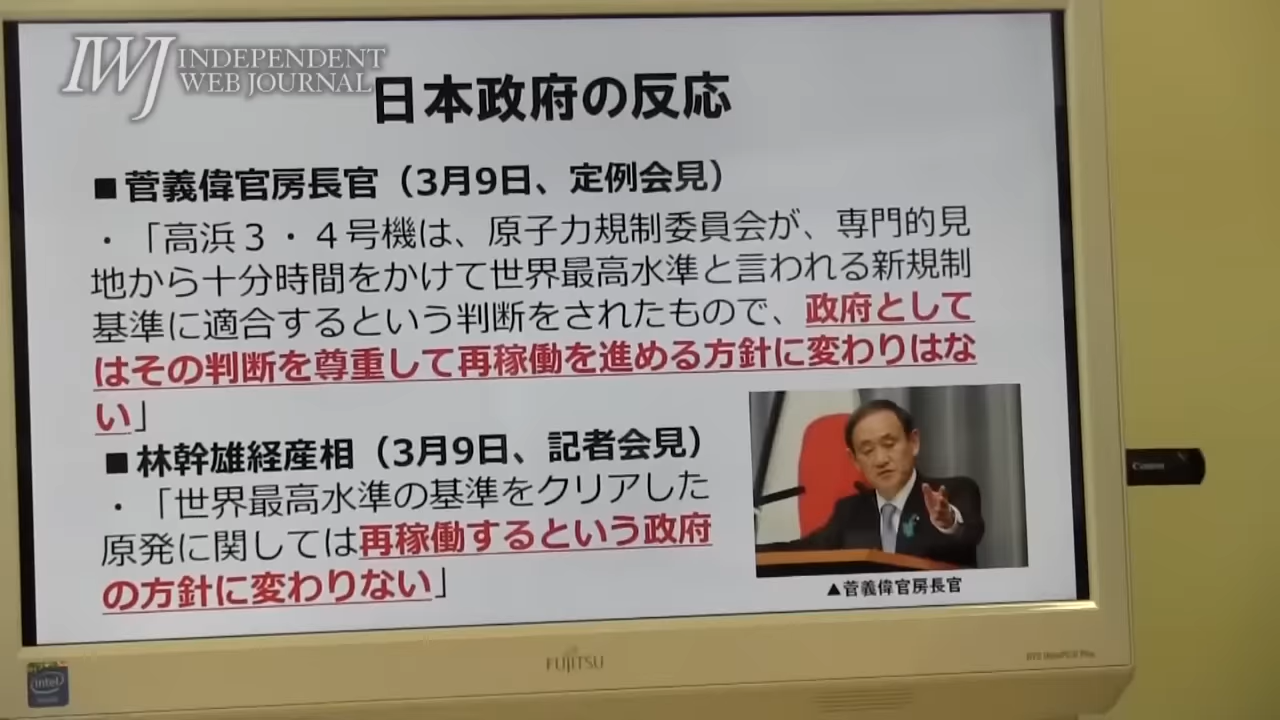 IWJ INDEPENDENT
WEB JOURNAL
日本政府の反応
■菅義偉官房長官（3月9日、定例会見）
・「高浜３・４号機は、原子力規制委員会が、専門的見
地から十分時間をかけて世界最高水準と言われる新規制
基準に適合するという判断をされたもので、政府として
はその判断を尊重して再稼働を進める方針に変わりはな
い」
■林幹雄経産相（3月9日、記者会見）
・「世界最高水準の基準をクリアした
原発に関しては再稼働するという政府
の方針に変わりない」
▲菅義偉官房長官
Canon
FUJITSU
intel